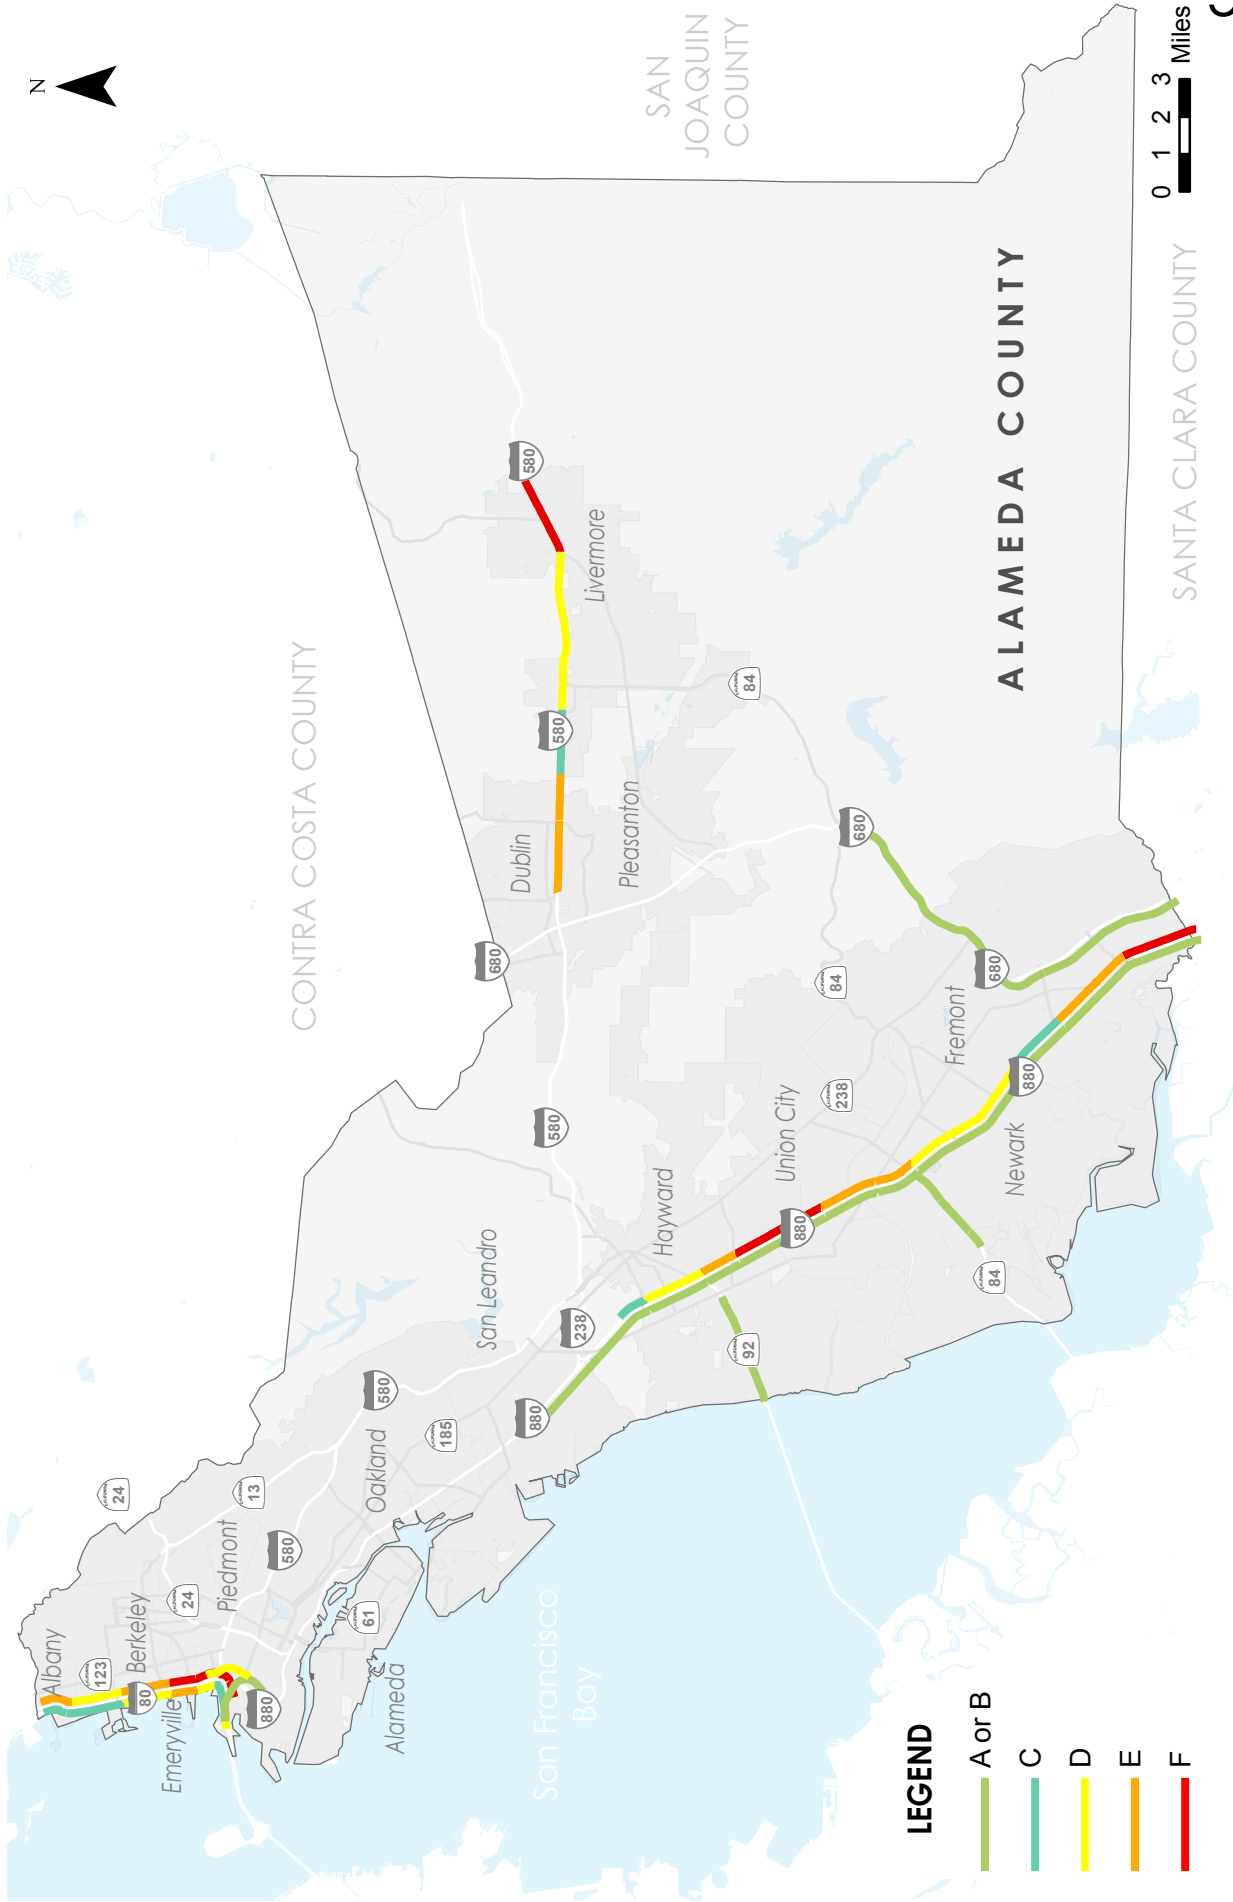 N
SAN
JOAQUIN
COUNTY
CONTRA COSTA COUNTY
SANTA CLARA COUNTY
ALAMEDA COUNTY
0 1 2 3 Miles
Albany
Berkeley
Emeryville
Piedmont
Oakland
Alameda
San Leandro
Hayward
Union City
Newark
Fremont
Dublin
Pleasanton
Livermore
San Francisco
Bay
123
80
24
24
13
580
580
61
880
185
880
238
580
92
880
238
84
84
880
680
680
680
84
580
580
LEGEND
A or B
C
D
E
F